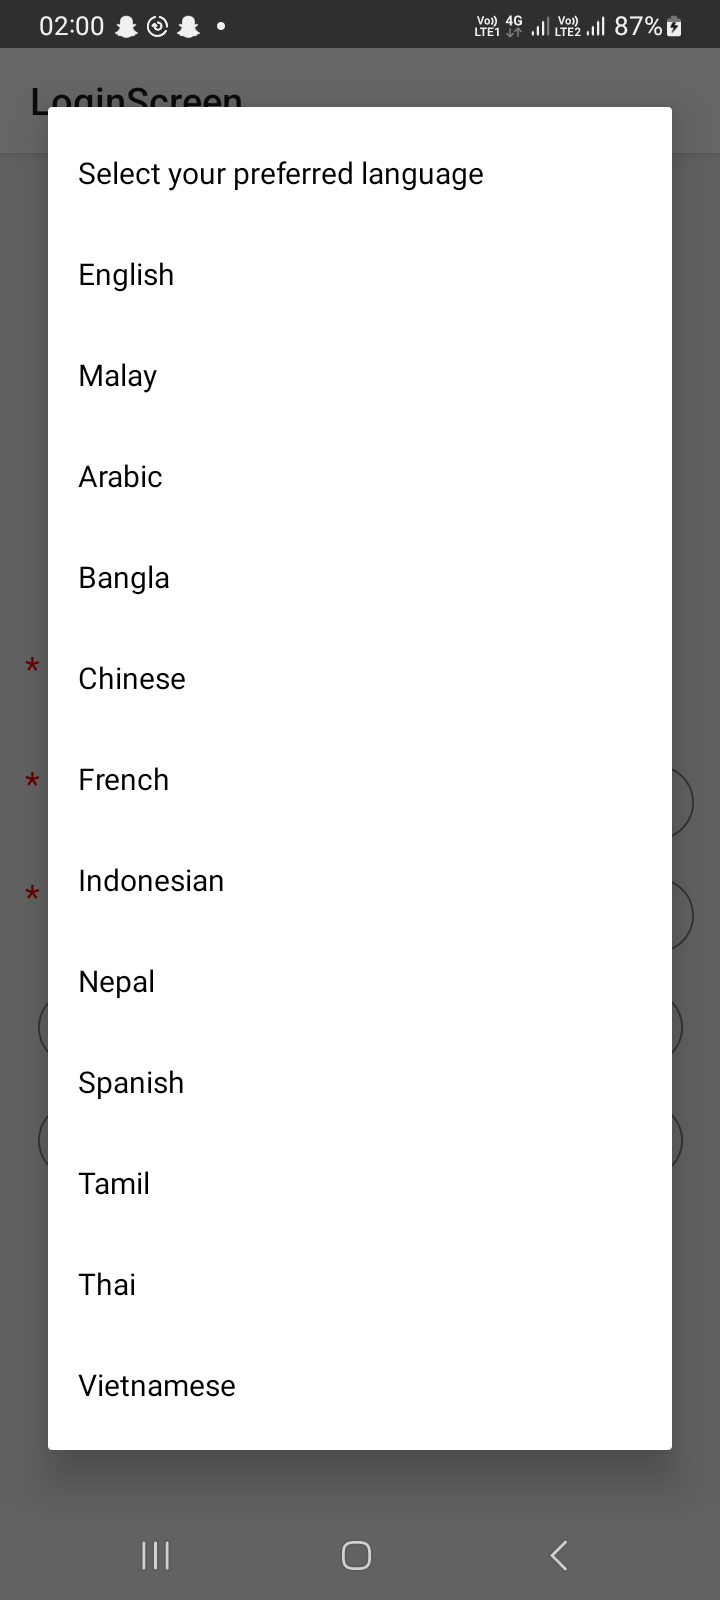 02:00
Vo)) LTE1 4G Vo)) LTE2 87%
LoginScreen
Select your preferred language
English
Malay
Arabic
Bangla
Chinese
French
Indonesian
Nepal
Spanish
Tamil
Thai
Vietnamese
*
*
*